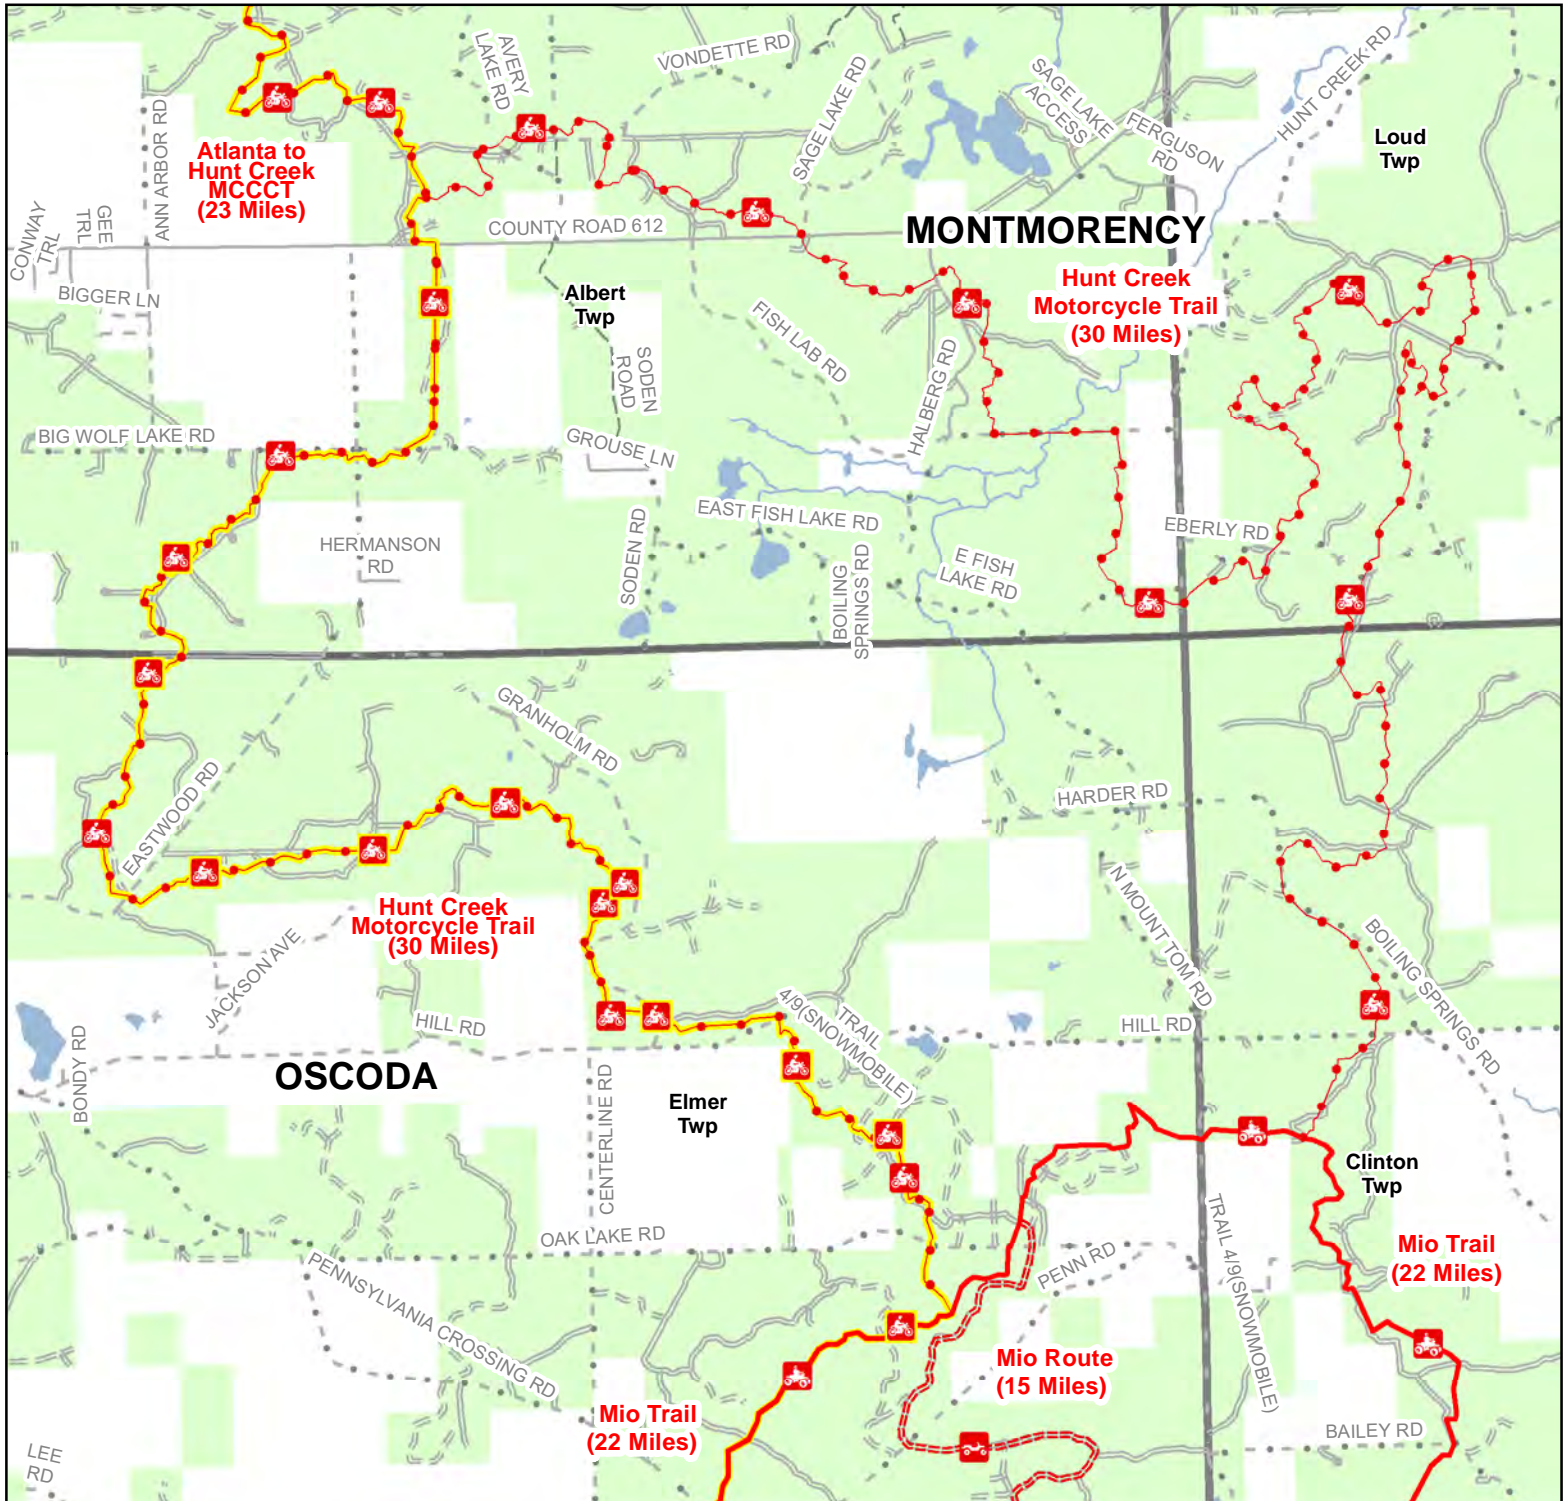 AVERY
LAKE RD
VONDETTE RD
SAGE LAKE RD
SAGE LAKE
ACCESS
FERGUSON
RD
HUNT CREEK RD
Loud
Twp
ANN ARBOR RD
Atlanta to
Hunt Creek
MCCCT
(23 Miles)
CONWAY
TRL
GEE
TRL
COUNTY ROAD 612
MONTMORENCY
BIGGER LN
Albert
Twp
Hunt Creek
Motorcycle Trail
(30 Miles)
FISH LAB RD
SODEN
ROAD
HALBERG RD
BIG WOLF LAKE RD
GROUSE LN
EAST FISH LAKE RD
EBERLY RD
HERMANSON
RD
SODEN RD
BOILING
SPRINGS RD
E FISH
LAKE RD
GRANHOLM RD
EASTWOOD RD
HARDER RD
N MOUNT TOM RD
Hunt Creek
Motorcycle Trail
(30 Miles)
JACKSON AVE
BOILING SPRINGS RD
4/9(SNOWMOBILE)
TRAIL
HILL RD
HILL RD
BONDY RD
OSCODA
CENTERLINE RD
Elmer
Twp
Clinton
Twp
OAK LAKE RD
PENNSYLVANIA CROSSING RD
PENN RD
TRAIL 4/9(SNOWMOBILE)
Mio Trail
(22 Miles)
Mio Route
(15 Miles)
Mio Trail
(22 Miles)
BAILEY RD
LEE
RD